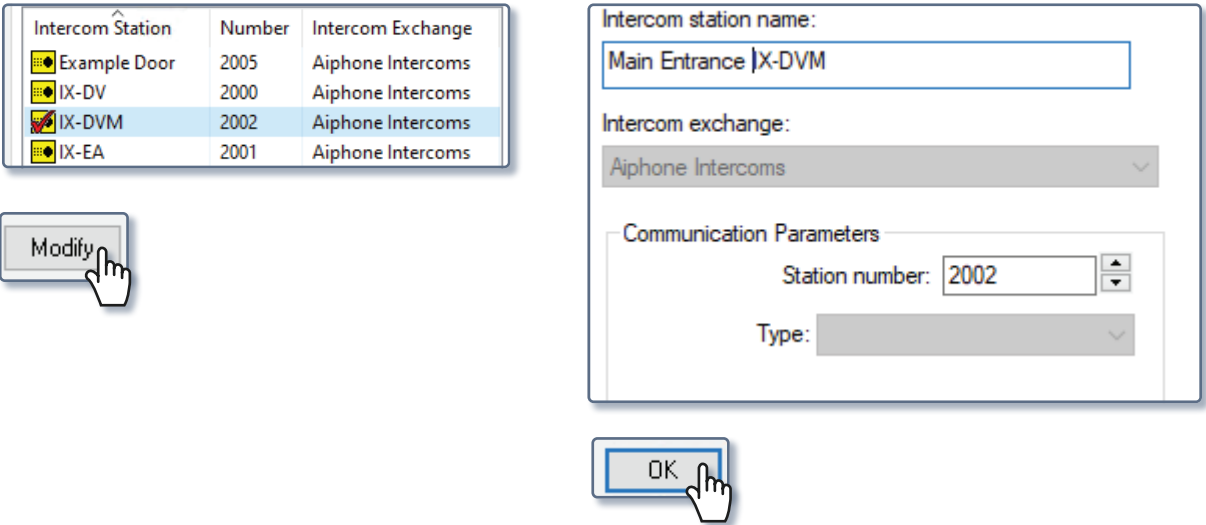 Intercom Station Number Intercom Exchange
Example Door 2005 Aiphone Intercoms
IX-DV 2000 Aiphone Intercoms
IX-DVM 2002 Aiphone Intercoms
IX-EA 2001 Aiphone Intercoms
Modify
Intercom station name:
Main Entrance IX-DVM
Intercom exchange:
Aiphone Intercoms
Communication Parameters
Station number: 2002
Type:
OK